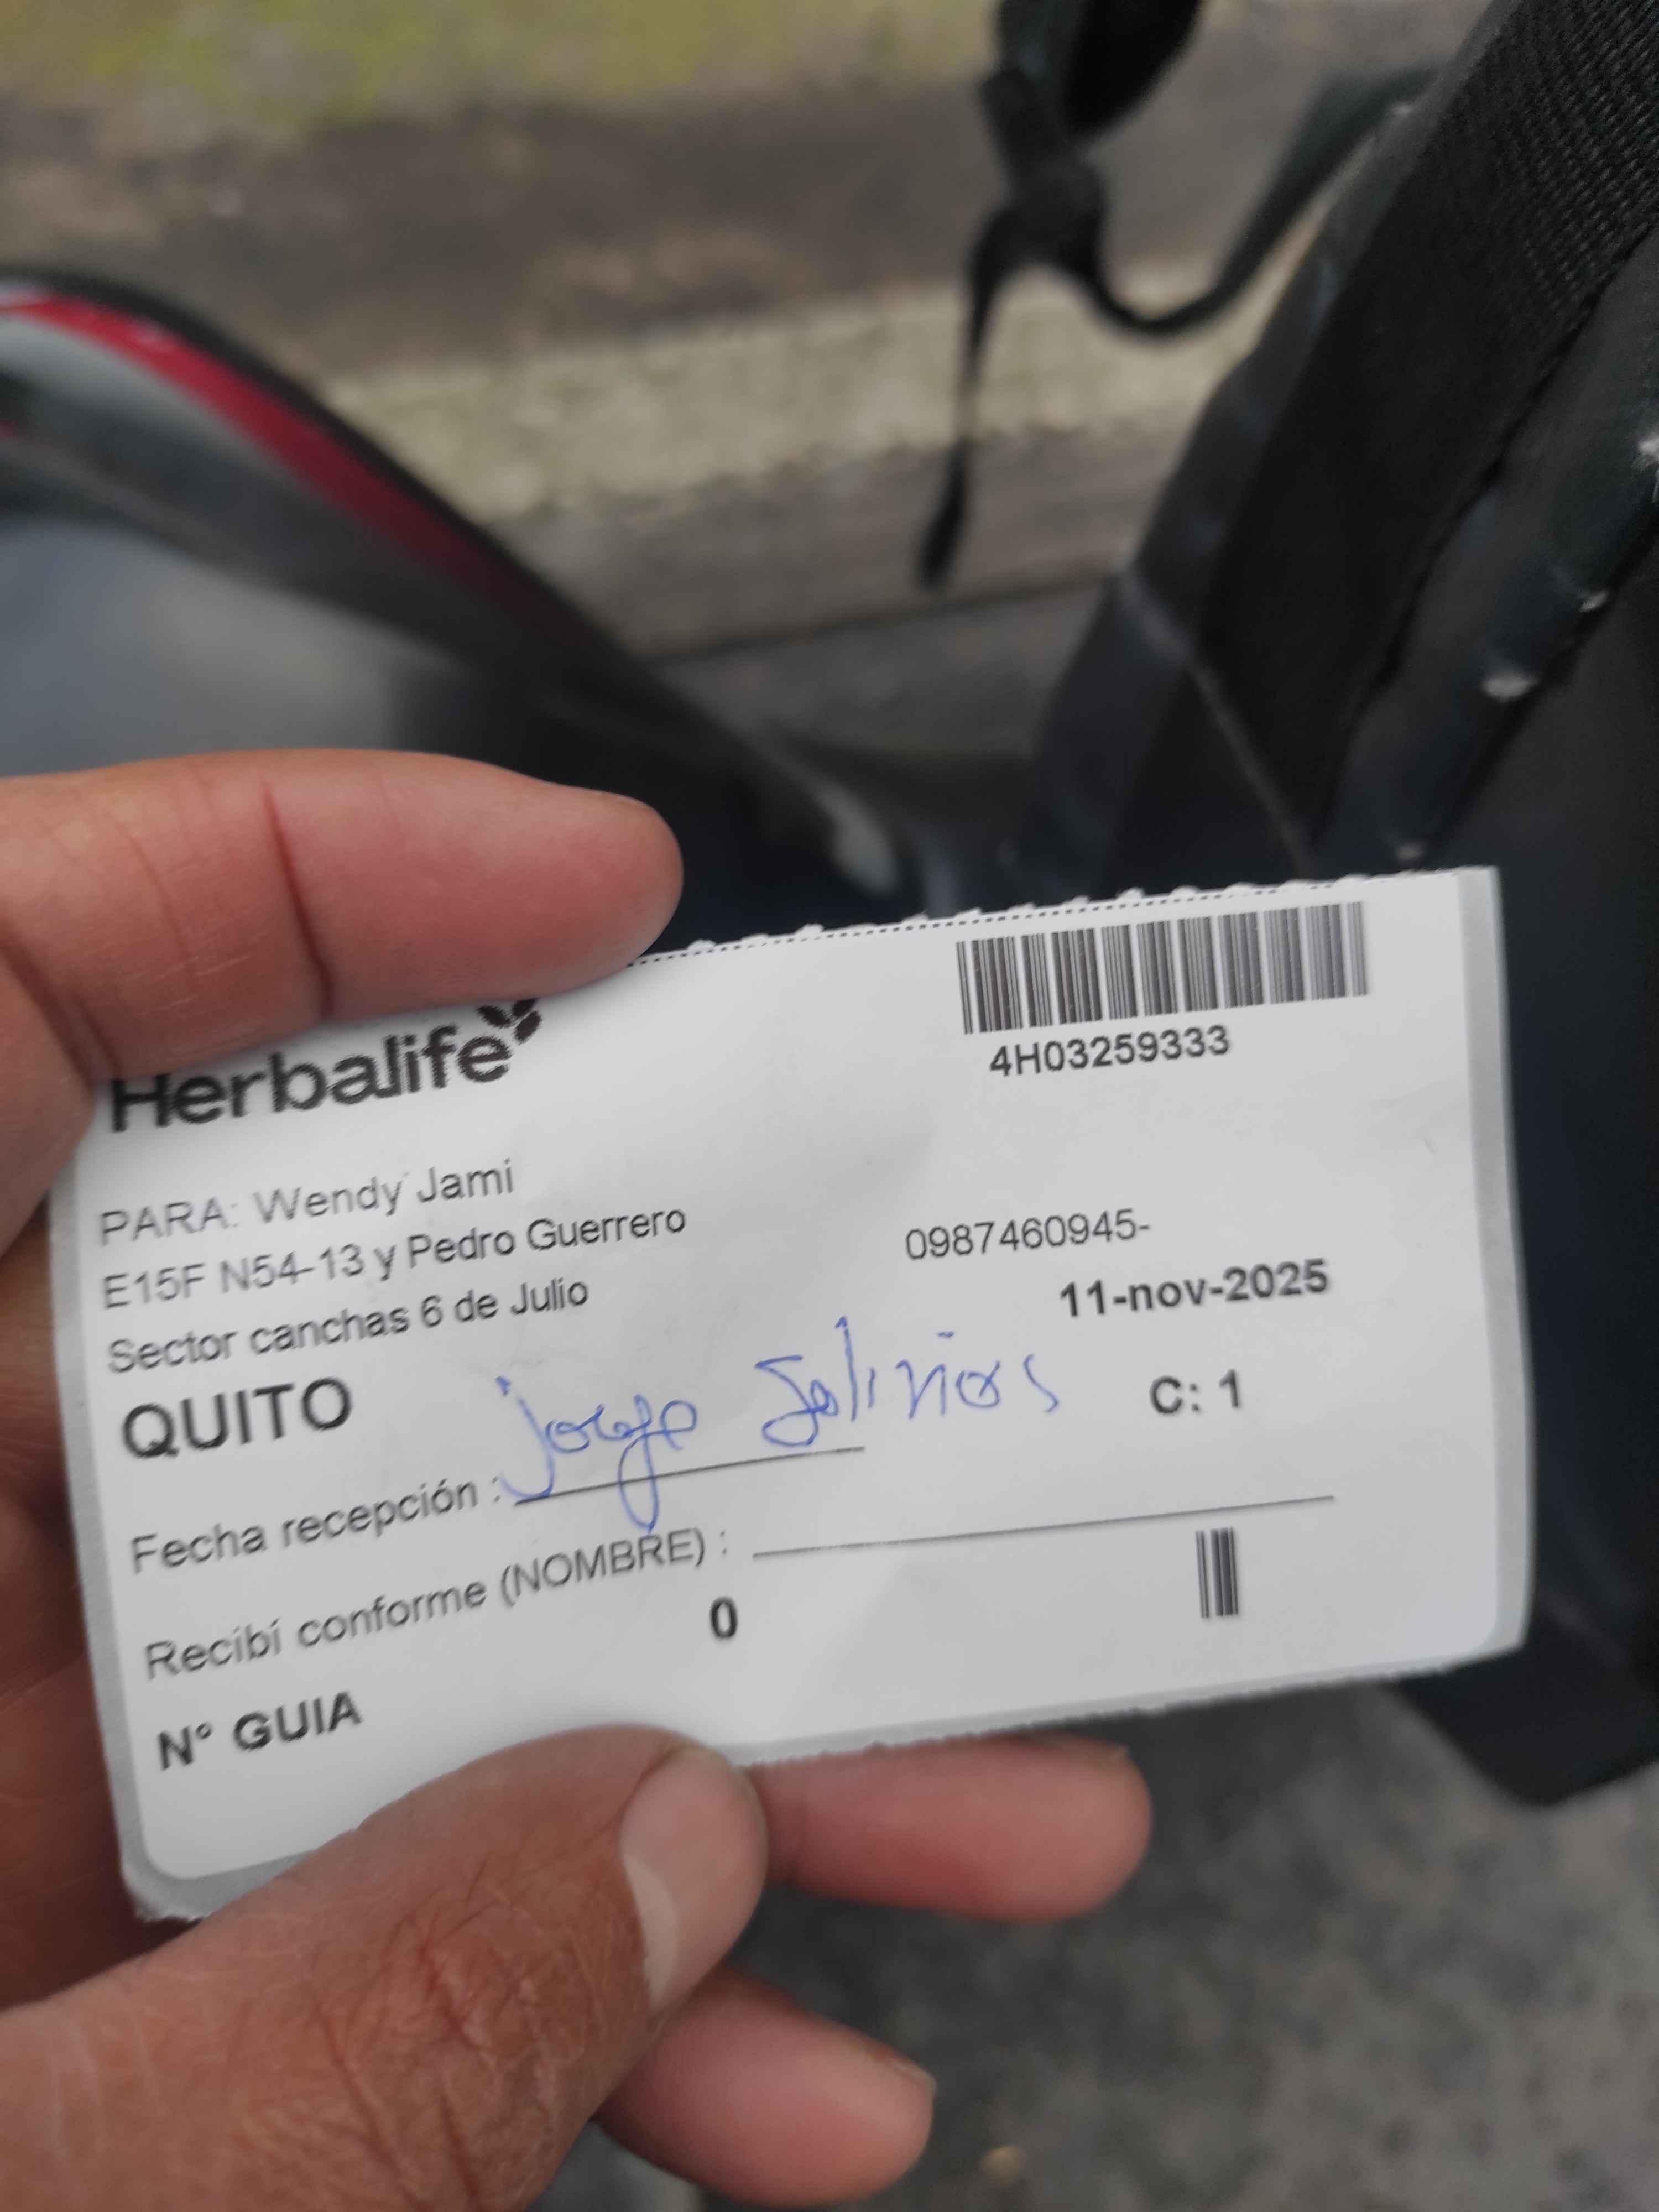 Herbalife
4H03259333
PARA: Wendy Jami
E15F N54-13 y Pedro Guerrero
0987460945-
Sector canchas 6 de Julio
11-nov-2025
QUITO
C: 1
Fecha recepción : Jorge
Recibí conforme (NOMBRE) :
0
N° GUIA